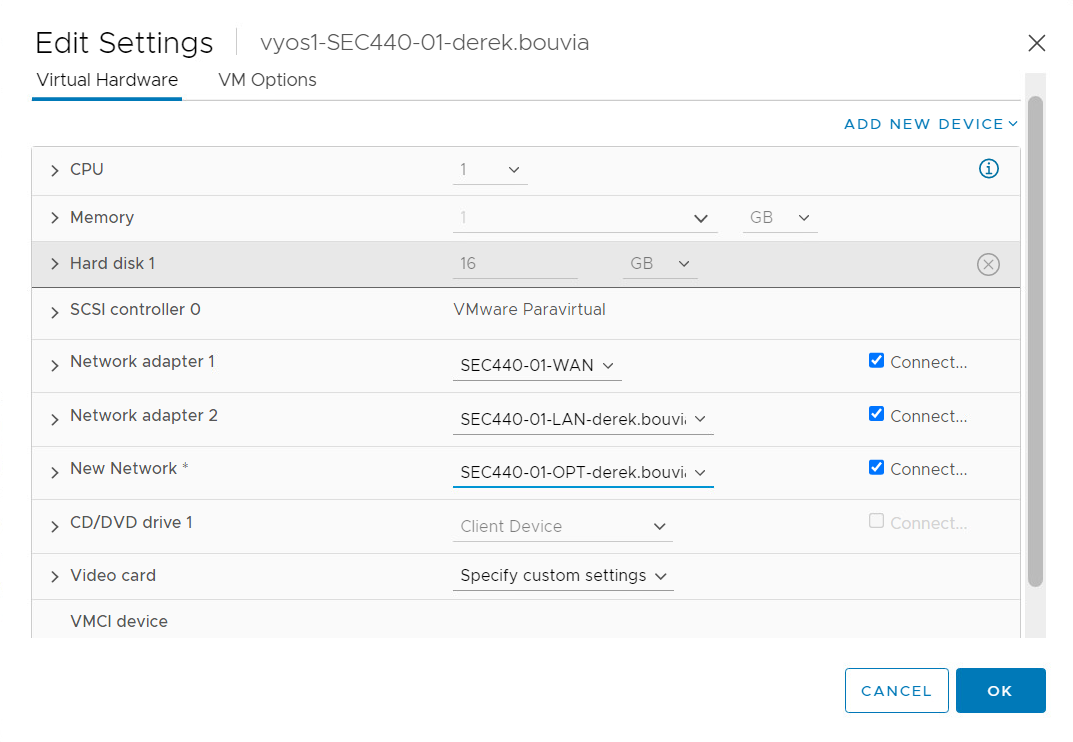 Edit Settings vyos1-SEC440-01-derek.bouvia
Virtual Hardware VM Options
ADD NEW DEVICE
CPU 1
Memory 1 GB
Hard disk 1 16 GB
SCSI controller 0 VMware Paravirtual
Network adapter 1 SEC440-01-WAN Connect...
Network adapter 2 SEC440-01-LAN-derek.bouvi Connect...
New Network * SEC440-01-OPT-derek.bouvi Connect...
CD/DVD drive 1 Client Device Connect...
Video card Specify custom settings
VMCI device
CANCEL OK